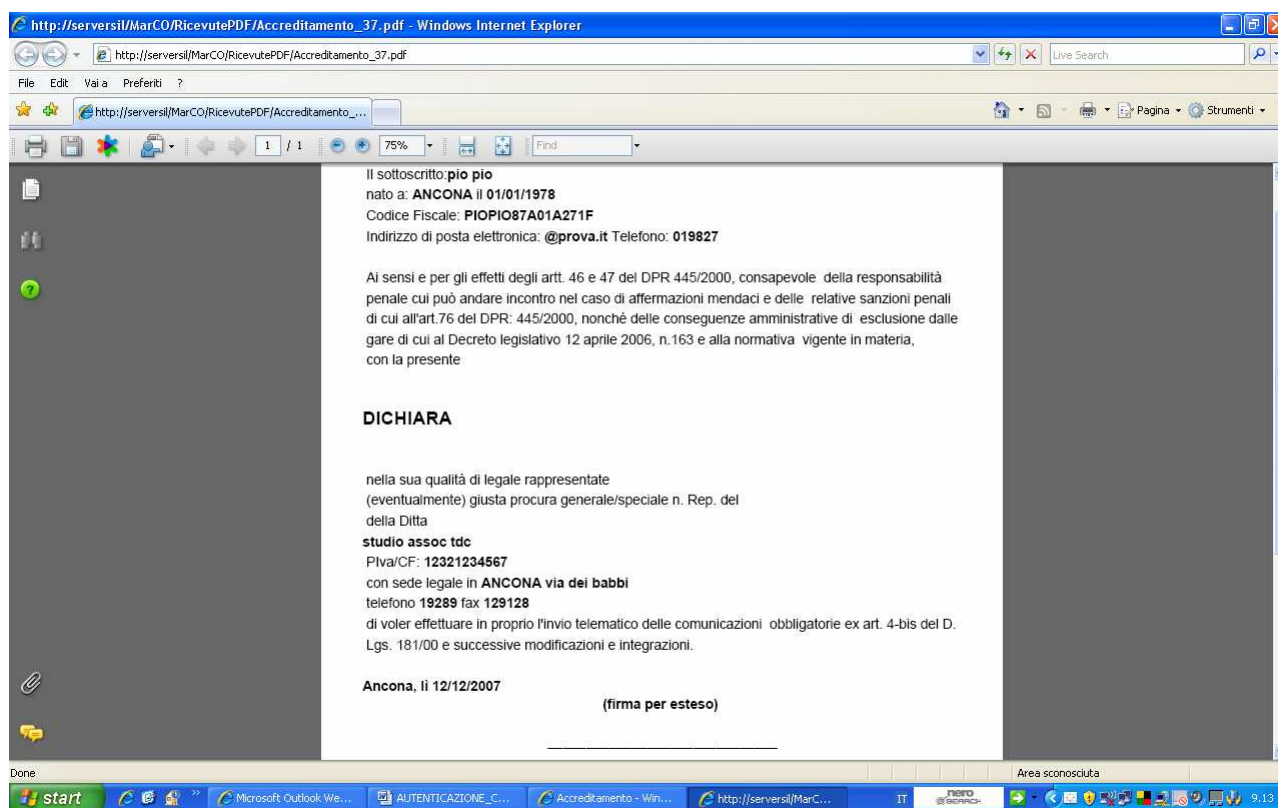 http://serversil/MarCO/RicevutePDF/Accreditamento_37.pdf - Windows Internet Explorer
http://serversil/MarCO/RicevutePDF/Accreditamento_37.pdf
Live Search
File Edit Vai a Preferiti ?
http://serversil/MarCO/RicevutePDF/Accreditamento_...
Pagina Strumenti
1 / 1 75% Find
Il sottoscritto:pio pio
nato a: ANCONA il 01/01/1978
Codice Fiscale: PIOPIO87A01A271F
Indirizzo di posta elettronica: @prova.it Telefono: 019827
Ai sensi e per gli effetti degli artt. 46 e 47 del DPR 445/2000, consapevole della responsabilità
penale cui può andare incontro nel caso di affermazioni mendaci e delle relative sanzioni penali
di cui all'art.76 del DPR: 445/2000, nonchè delle conseguenze amministrative di esclusione dalle
gare di cui al Decreto legislativo 12 aprile 2006, n.163 e alla normativa vigente in materia,
con la presente
DICHIARA
nella sua qualità di legale rappresentate
(eventualmente) giusta procura generale/speciale n. Rep. del
della Ditta
studio assoc tdc
PIva/CF: 12321234567
con sede legale in ANCONA via dei babbi
telefono 19289 fax 129128
di voler effettuare in proprio l'invio telematico delle comunicazioni obbligatorie ex art. 4-bis del D.
Lgs. 181/00 e successive modificazioni e integrazioni.
Ancona, lì 12/12/2007
(firma per esteso)
Done Area sconosciuta
start Microsoft Outlook We... AUTENTICAZIONE_C... Accreditamento - Win... http://serversil/MarC... IT nero SEARCH 9.13